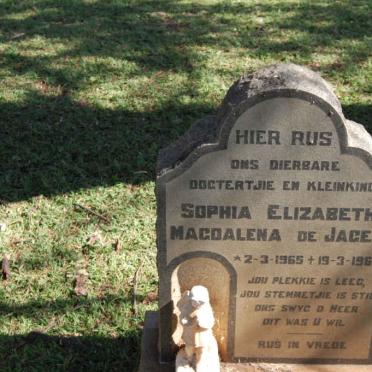 HIER RUS
ONS DIERBARE
DOGTERTJIE EN KLEINKIND
SOPHIA ELIZABETH
MAGDALENA DE JAGE
*2-3-1965 + 19-3-196
JOU PLEKKIE IS LEEG,
JOU STEMMETJIE IS STIL
ONS SWYG O HEER
DIT WAS U WIL.
RUS IN VREDE